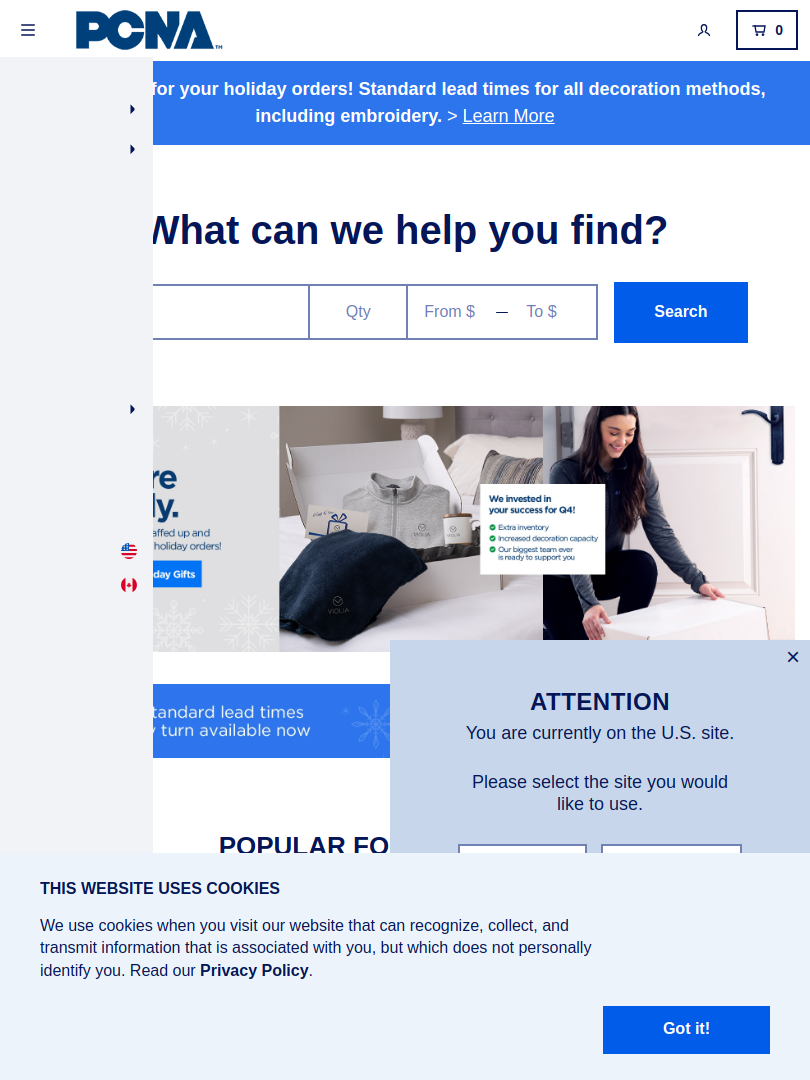 PCNA™
0
for your holiday orders! Standard lead times for all decoration methods,
including embroidery. > Learn More
What can we help you find?
Qty
From $ — To $
Search
We invested in
your success for Q4!
Extra inventory
Increased decoration capacity
Our biggest team ever
is ready to support you
re
ly.
affed up and
holiday orders!
day Gifts
VIOLIA
tandard lead times
y turn available now
×
ATTENTION
You are currently on the U.S. site.
Please select the site you would
like to use.
POPULAR FO
THIS WEBSITE USES COOKIES
We use cookies when you visit our website that can recognize, collect, and
transmit information that is associated with you, but which does not personally
identify you. Read our Privacy Policy.
Got it!